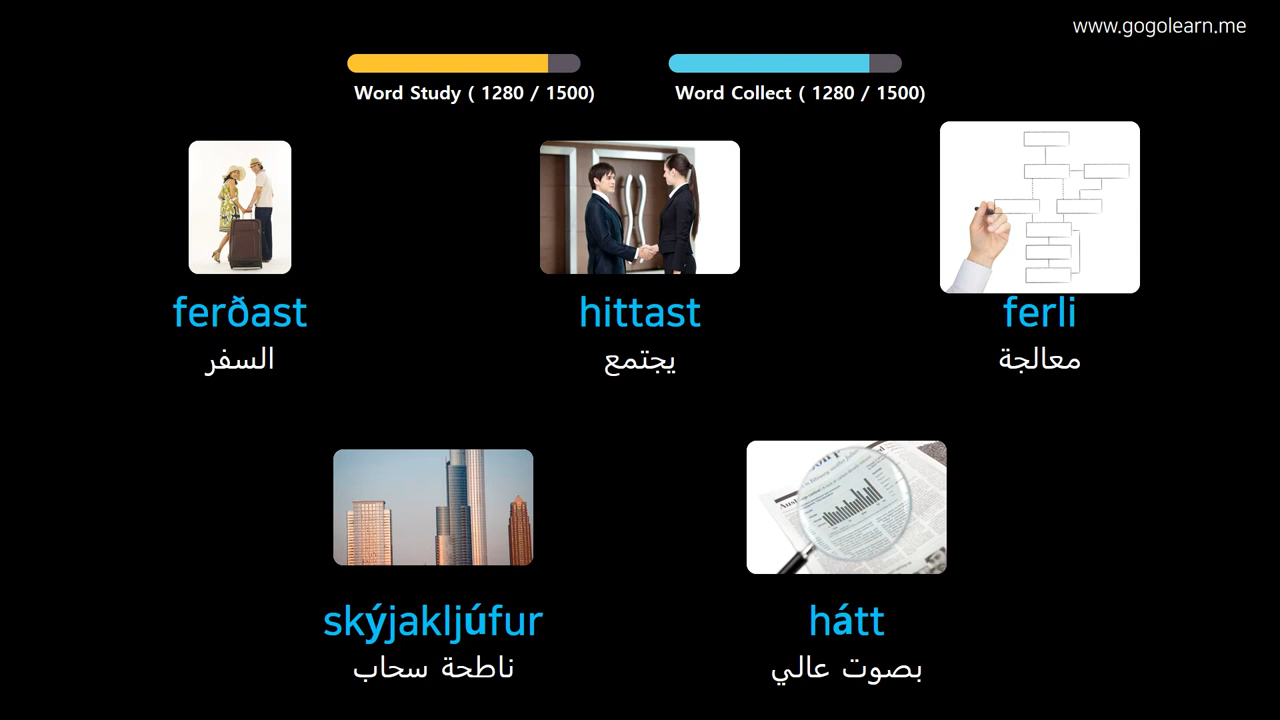 www.gogolearn.me
Word Study ( 1280 / 1500)
Word Collect ( 1280 / 1500)
ferðast
السفر
hittast
يجتمع
ferli
معالجة
skýjakljúfur
ناطحة سحاب
hátt
بصوت عالي